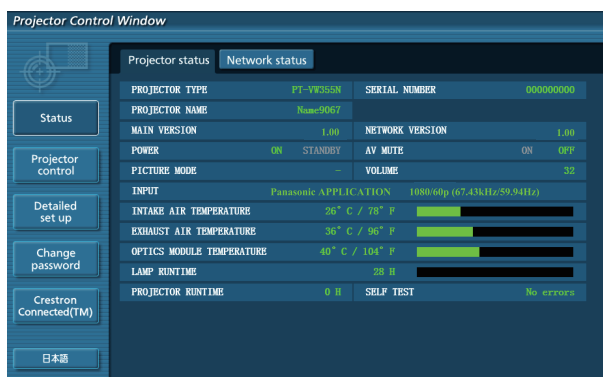 Projector Control Window
Projector status Network status
Status
Projector control
Detailed set up
Change password
Crestron Connected(TM)
日本語
PROJECTOR TYPE PT-VW355N SERIAL NUMBER 000000000
PROJECTOR NAME Name9067
MAIN VERSION 1.00 NETWORK VERSION 1.00
POWER ON STANDBY AV MUTE ON OFF
PICTURE MODE – VOLUME 32
INPUT Panasonic APPLICATION 1080/60p (67.43kHz/59.94Hz)
INTAKE AIR TEMPERATURE 26° C / 78° F
EXHAUST AIR TEMPERATURE 36° C / 96° F
OPTICS MODULE TEMPERATURE 40° C / 104° F
LAMP RUNTIME 28 H
PROJECTOR RUNTIME 0 H SELF TEST No errors